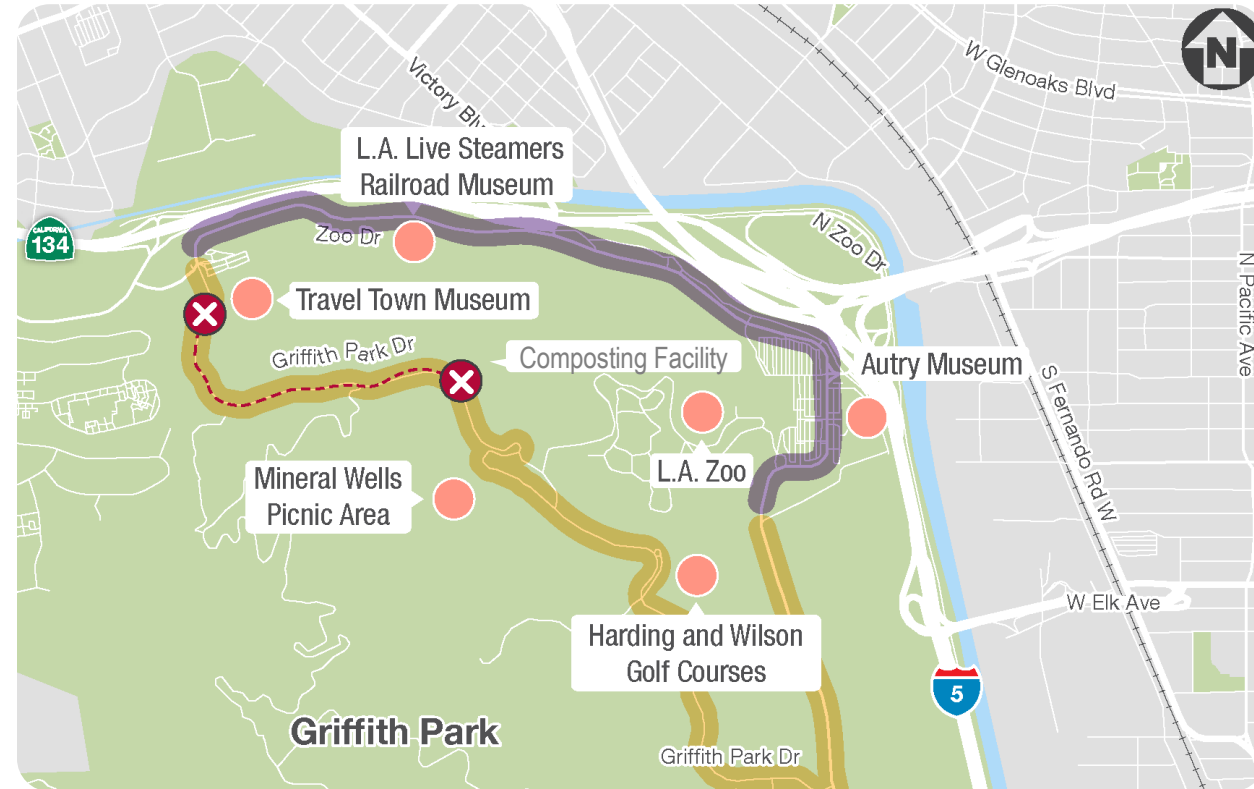 N
W Glenoaks Blvd
Victory Blv
L.A. Live Steamers
Railroad Museum
CALIFORNIA
134
Zoo Dr
N Zoo Dr
N Pacific Ave
Travel Town Museum
Griffith Park Dr
Composting Facility
Autry Museum
S Fernando Rd W
L.A. Zoo
Mineral Wells
Picnic Area
W Elk Ave
Harding and Wilson
Golf Courses
5
Griffith Park
Griffith Park Dr